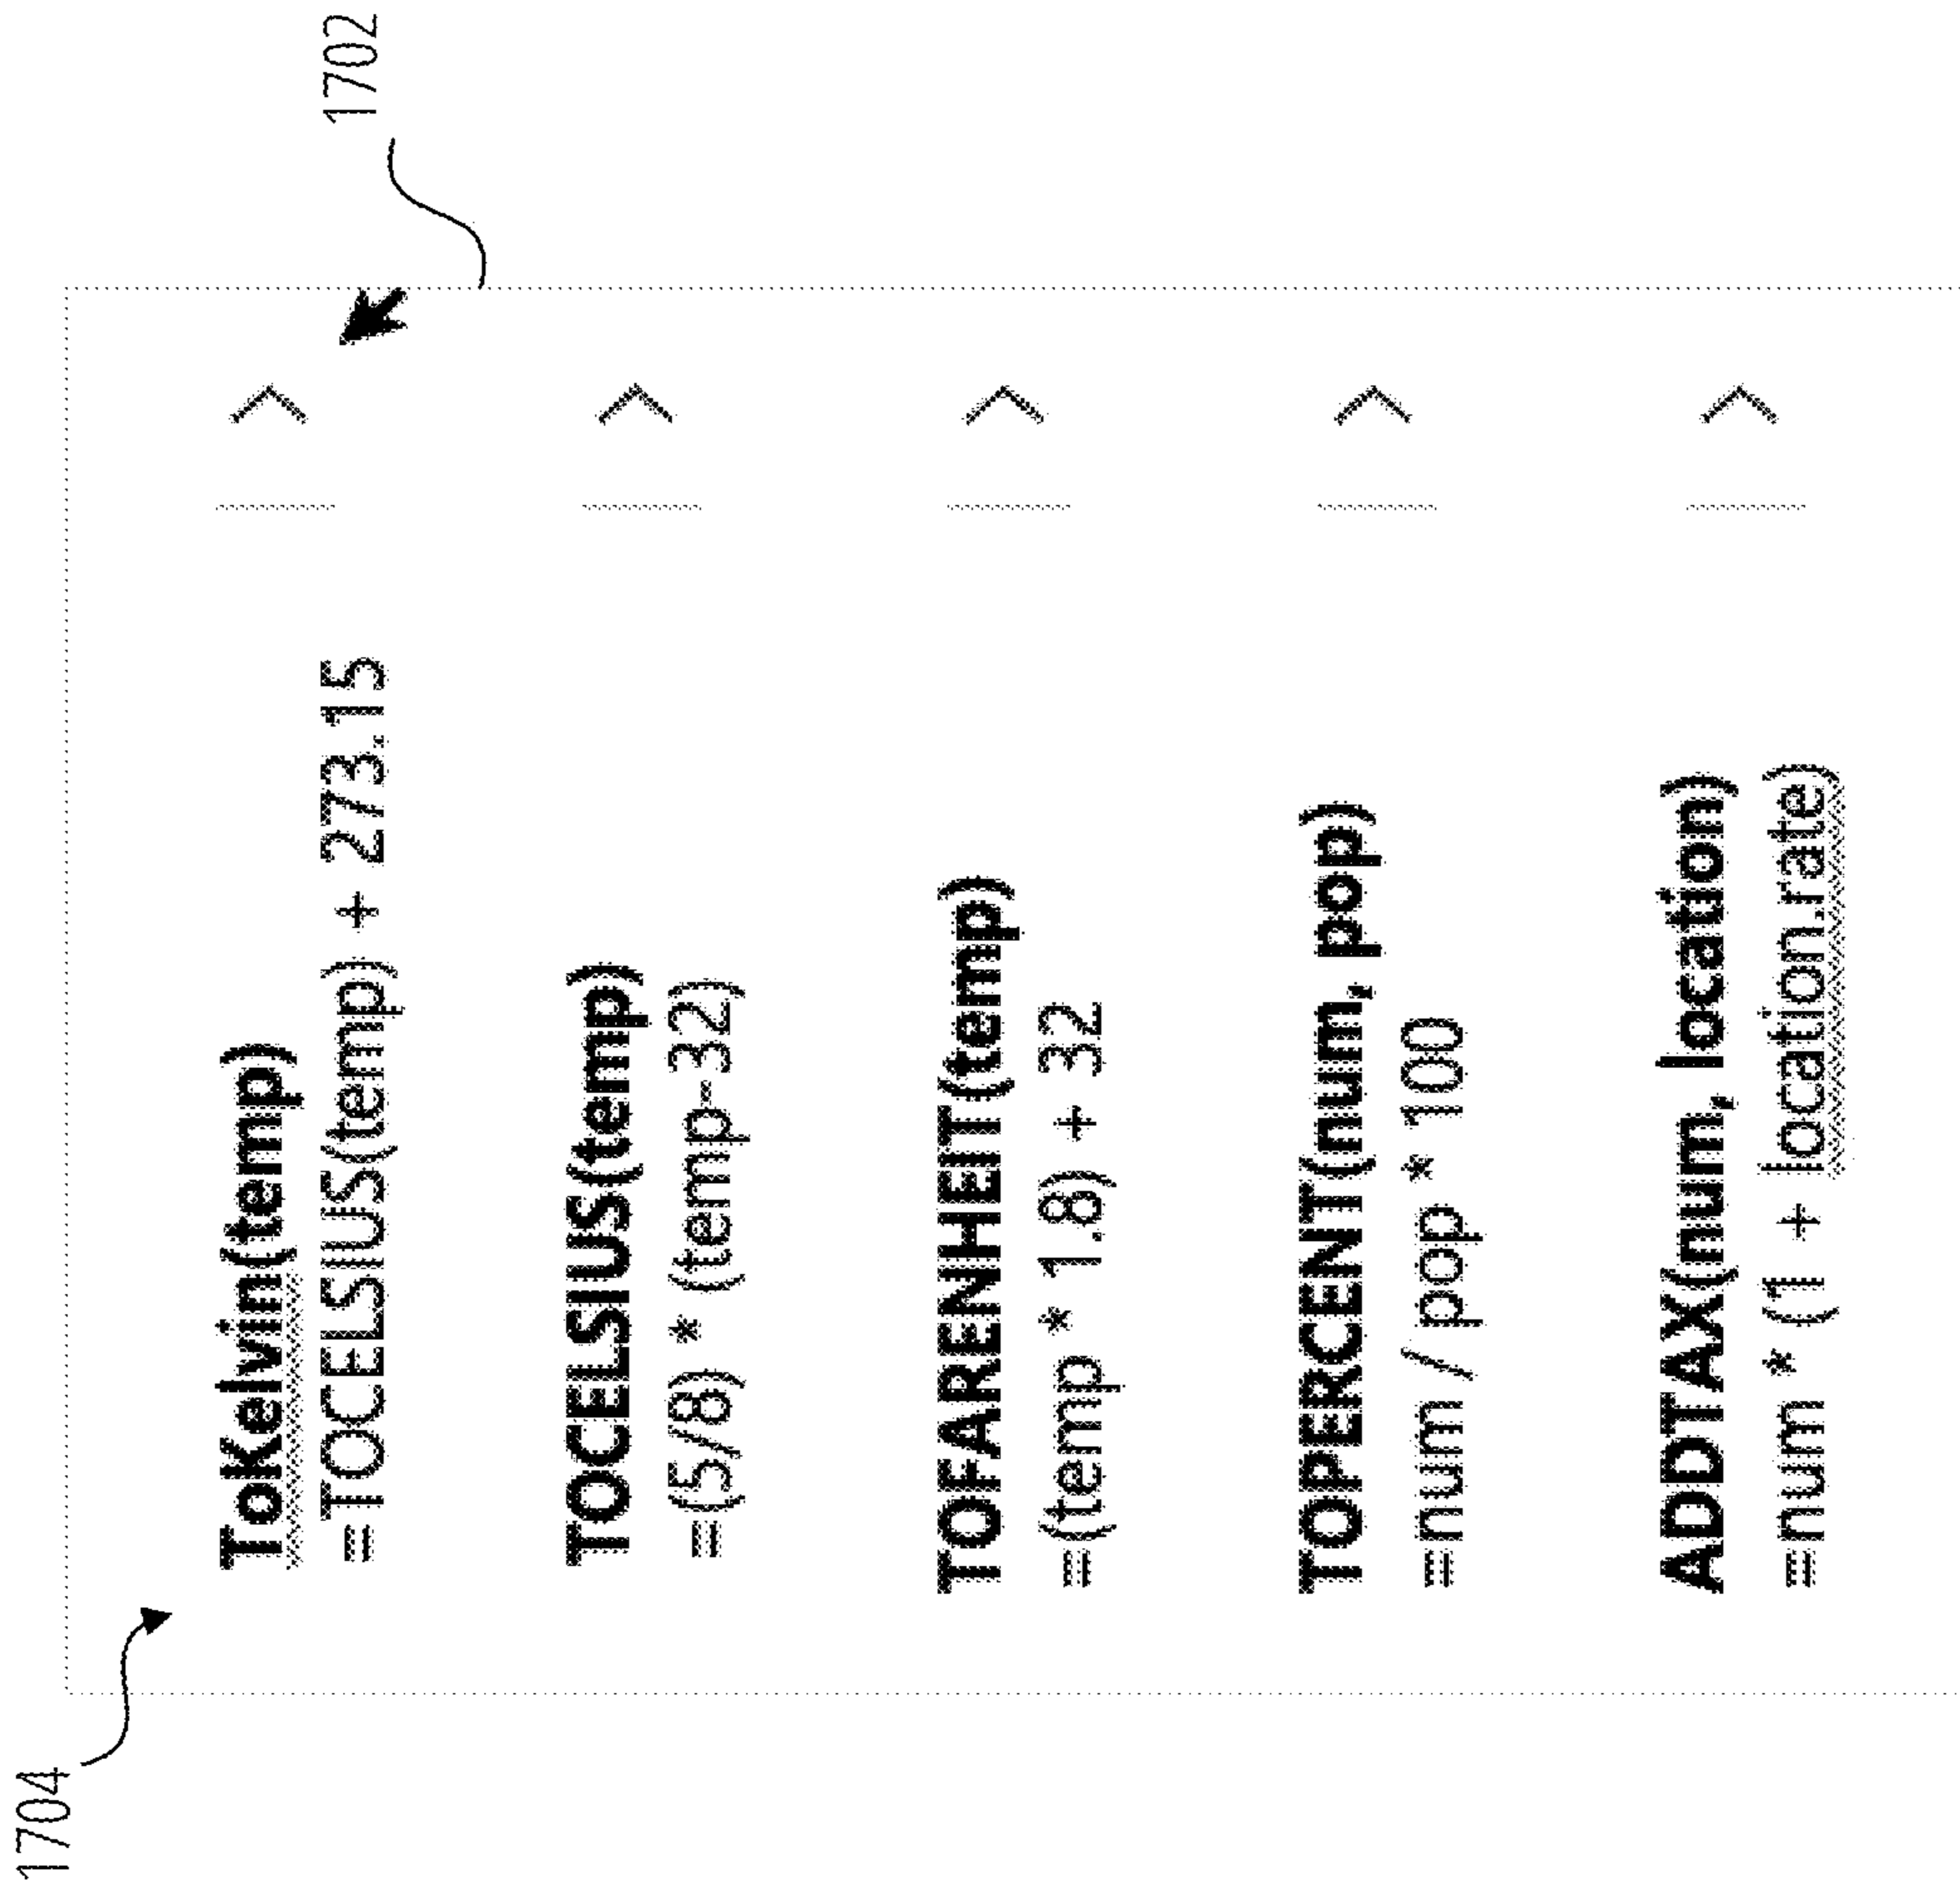 1704
1702
ToKelvin(temp)
=TOCELSIUS(temp) + 273.15
TOCELSIUS(temp)
=(5/8) * (temp-32)
TOFARENHEIT(temp)
=(temp * 1.8) + 32
TOPERCENT(num, pop)
=num / pop * 100
ADDTAX(num, location)
=num * (1 + location.rate)